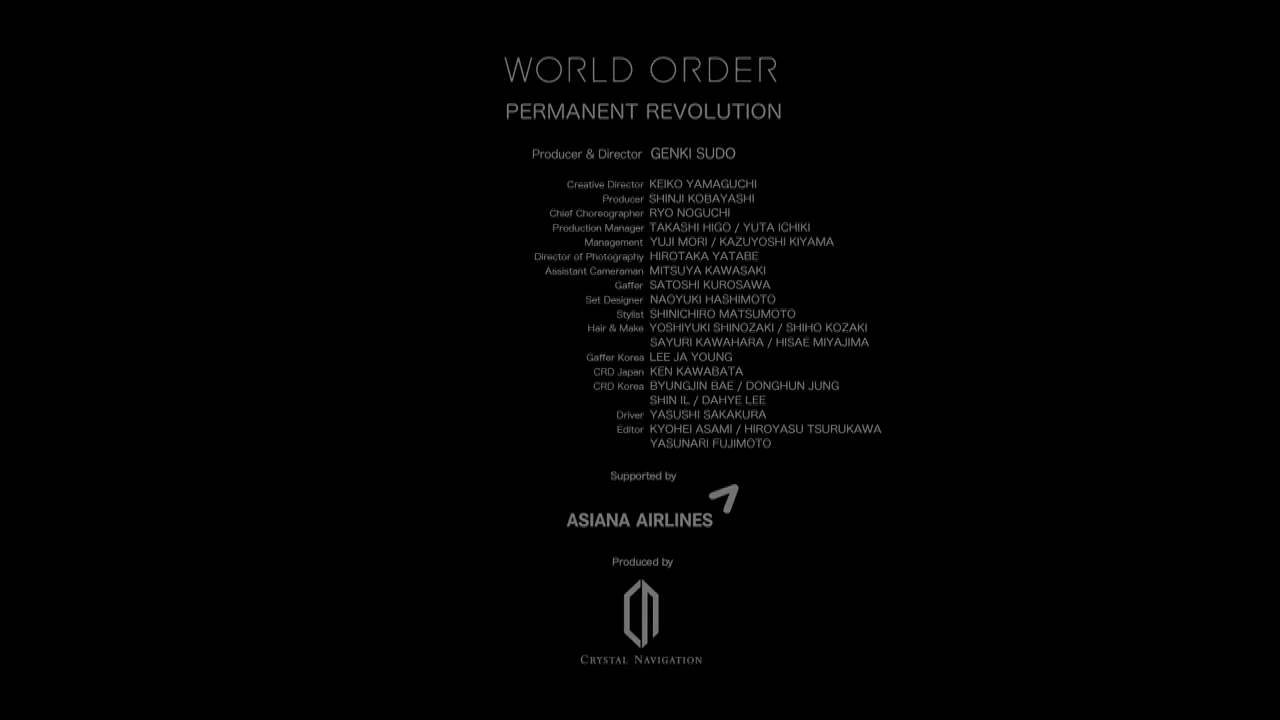 WORLD ORDER
PERMANENT REVOLUTION
Producer & Director GENKI SUDO
Creative Director KEIKO YAMAGUCHI
Producer SHINJI KOBAYASHI
Chief Choreographer RYO NOGUCHI
Production Manager TAKASHI HIGO / YUTA ICHIKI
Management YUJI MORI / KAZUYOSHI KIYAMA
Director of Photography HIROTAKA YATABE
Assistant Cameraman MITSUYA KAWASAKI
Gaffer SATOSHI KUROSAWA
Set Designer NAOYUKI HASHIMOTO
Stylist SHINICHIRO MATSUMOTO
Hair & Make YOSHIYUKI SHINOZAKI / SHIHO KOZAKI
SAYURI KAWAHARA / HISAE MIYAJIMA
Gaffer Korea LEE JA YOUNG
CRD Japan KEN KAWABATA
CRD Korea BYUNGJIN BAE / DONGHUN JUNG
SHIN IL / DAHYE LEE
Driver YASUSHI SAKAKURA
Editor KYOHEI ASAMI / HIROYASU TSURUKAWA
YASUNARI FUJIMOTO
Supported by
ASIANA AIRLINES
Produced by
CRYSTAL NAVIGATION